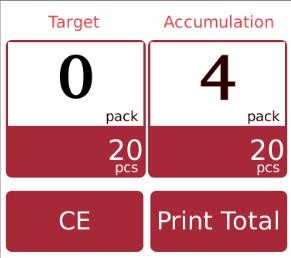 Target Accumulation
0 4
pack pack
20 20
pcs pcs
CE Print Total